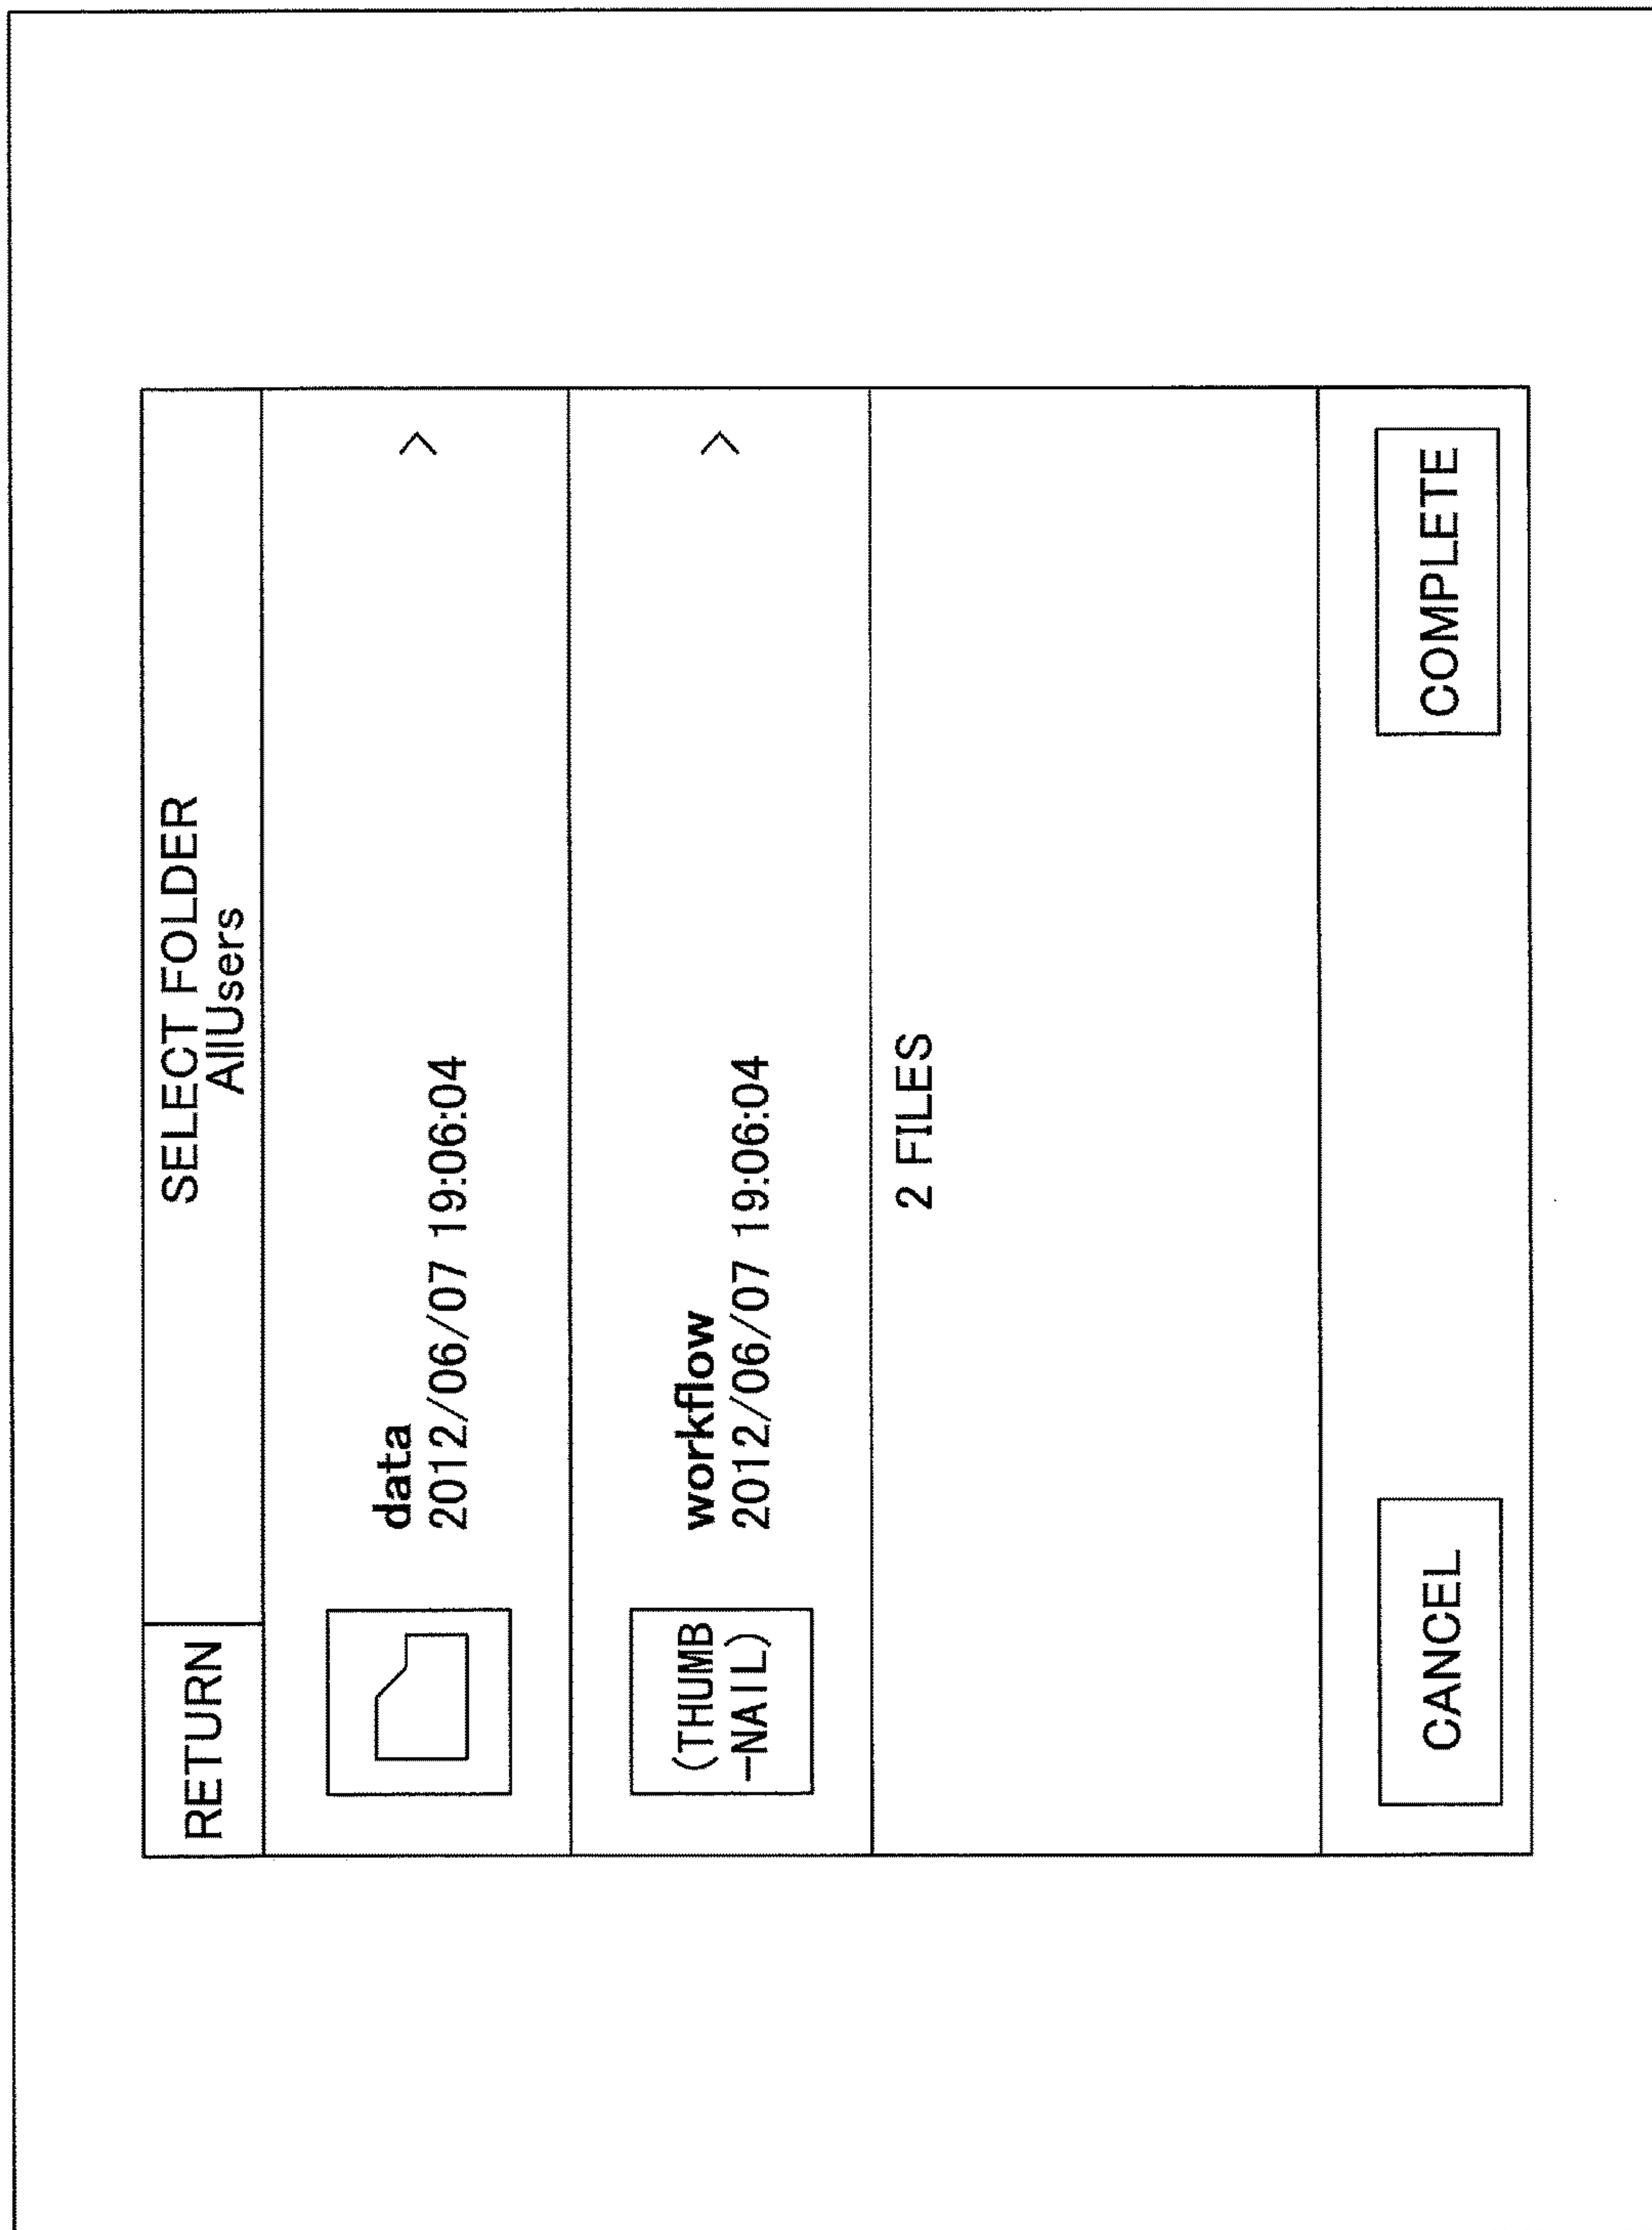 RETURN
SELECT FOLDER
AllUsers
data
2012/06/07 19:06:04
>
(THUMB
-NAIL)
workflow
2012/06/07 19:06:04
>
2 FILES
CANCEL
COMPLETE